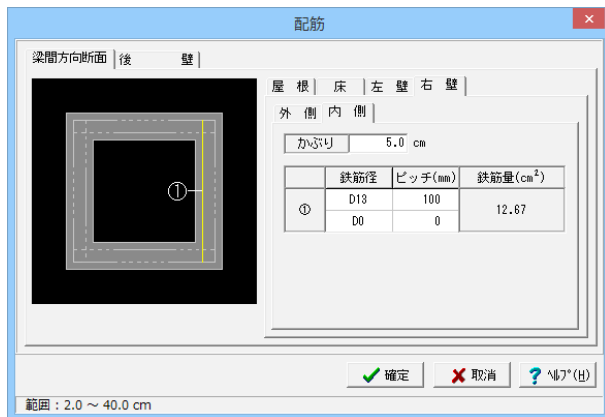 配筋
梁間方向断面 後 壁
屋 根 床 左 壁 右 壁
外 側 内 側
かぶり 5.0 cm
鉄筋径 ピッチ(mm) 鉄筋量(cm²)
① D13 100 12.67
D0 0
①
確定 取消 ? ﾍﾙﾌﾟ(H)
範囲：2.0 ～ 40.0 cm